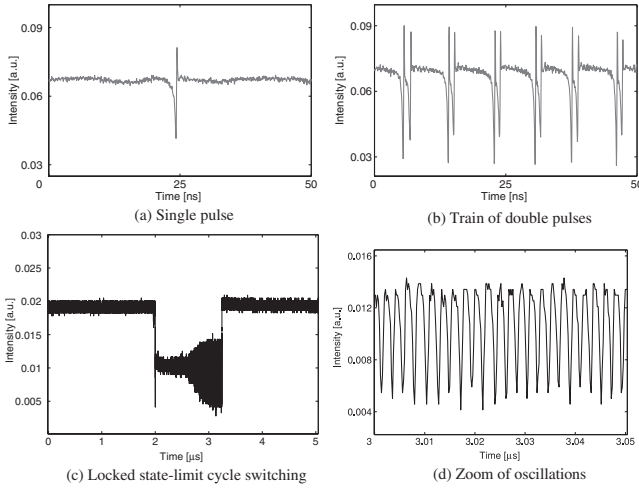 0.09
0.06
0.03
Intensity [a.u.]
0
25
50
Time [ns]
(a) Single pulse
0.09
0.06
0.03
Intensity [a.u.]
0
25
50
Time [ns]
(b) Train of double pulses
0.03
0.025
0.02
0.015
0.01
0.005
Intensity [a.u.]
0
1
2
3
4
5
Time [μs]
(c) Locked state-limit cycle switching
0.016
0.012
0.008
0.004
Intensity [a.u.]
3
3.01
3.02
3.03
3.04
3.05
Time [μs]
(d) Zoom of oscillations